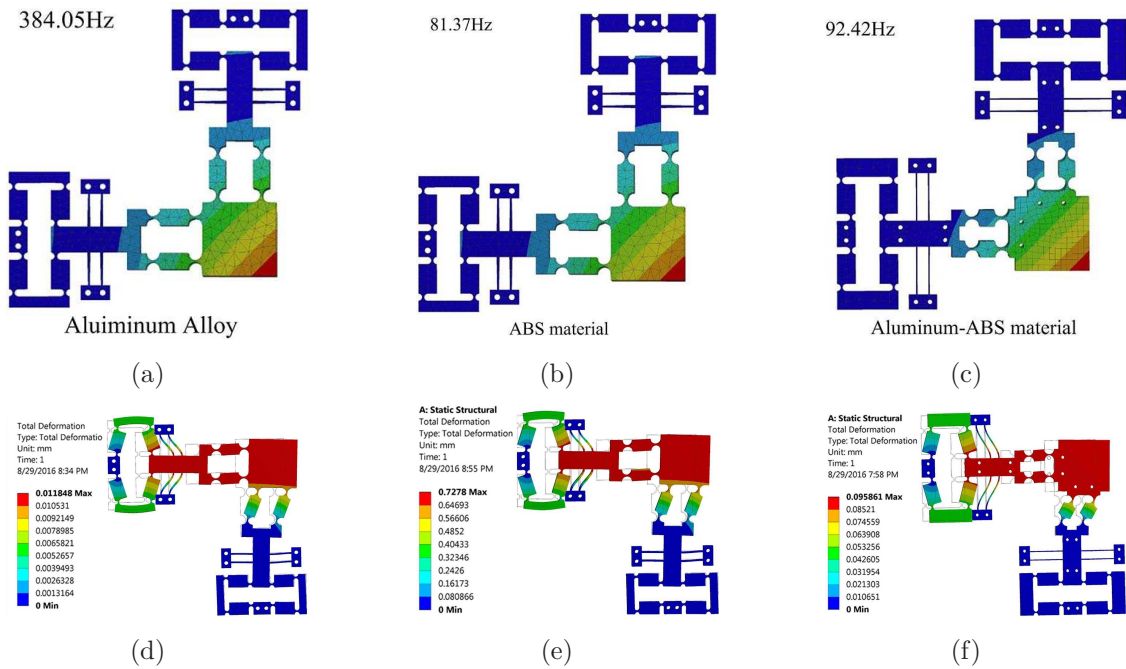 384.05Hz
81.37Hz
92.42Hz
Aluiminum Alloy
ABS material
Aluminum-ABS material
(a)
(b)
(c)
Total Deformation
Type: Total Deformatio
Unit: mm
Time: 1
8/29/2016 8:34 PM
0.011848 Max
0.010531
0.0092149
0.0078985
0.0065821
0.0052657
0.0039493
0.0026328
0.0013164
0 Min
A: Static Structural
Total Deformation
Type: Total Deformation
Unit: mm
Time: 1
8/29/2016 8:55 PM
0.7278 Max
0.64693
0.56606
0.4852
0.40433
0.32346
0.2426
0.16173
0.080866
0 Min
A: Static Structural
Total Deformation
Type: Total Deformation
Unit: mm
Time: 1
8/29/2016 7:58 PM
0.095861 Max
0.08521
0.074559
0.063908
0.053256
0.042605
0.031954
0.021303
0.010651
0 Min
(d)
(e)
(f)